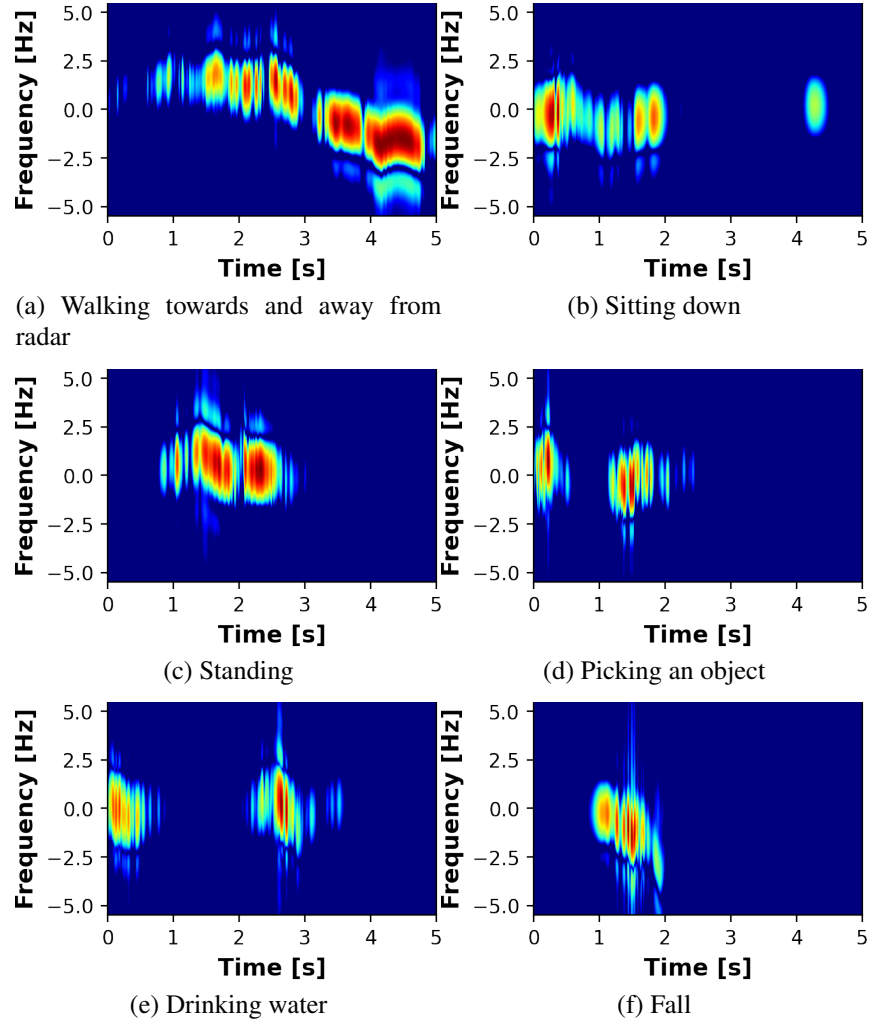 Frequency [Hz]
5.0
2.5
0.0
−2.5
−5.0
0 1 2 3 4 5
Time [s]
(a) Walking towards and away from
radar
Frequency [Hz]
5.0
2.5
0.0
−2.5
−5.0
0 1 2 3 4 5
Time [s]
(b) Sitting down
Frequency [Hz]
5.0
2.5
0.0
−2.5
−5.0
0 1 2 3 4 5
Time [s]
(c) Standing
Frequency [Hz]
5.0
2.5
0.0
−2.5
−5.0
0 1 2 3 4 5
Time [s]
(d) Picking an object
Frequency [Hz]
5.0
2.5
0.0
−2.5
−5.0
0 1 2 3 4 5
Time [s]
(e) Drinking water
Frequency [Hz]
5.0
2.5
0.0
−2.5
−5.0
0 1 2 3 4 5
Time [s]
(f) Fall